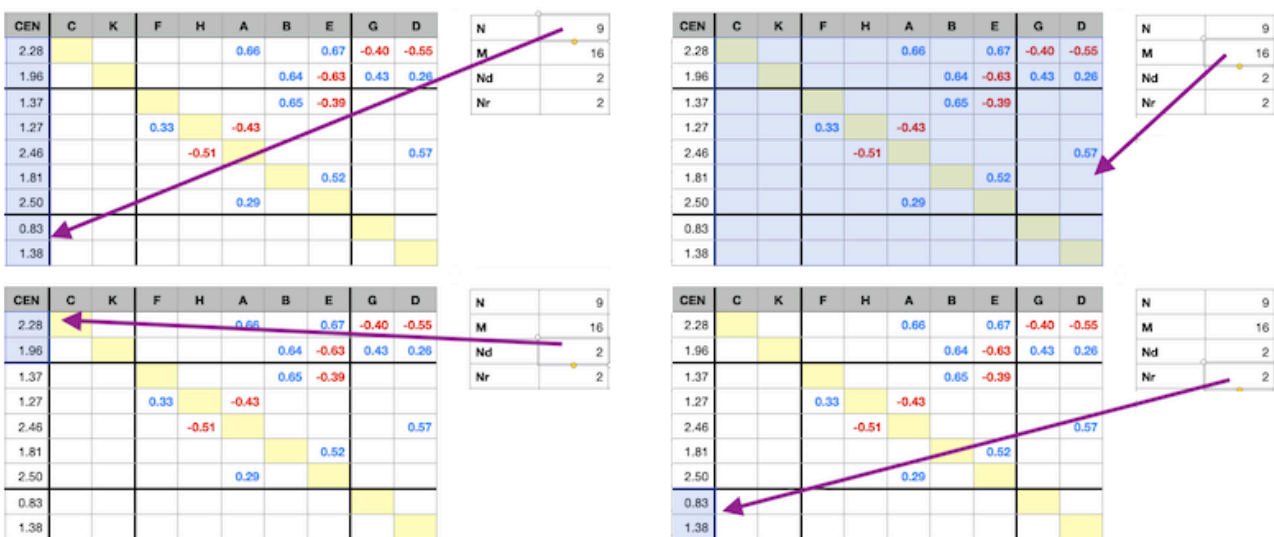 CEN C K F H A B E G D
2.28 0.66 0.67 -0.40 -0.55
1.96 0.64 -0.63 0.43 0.26
1.37 0.65 -0.39
1.27 0.33 -0.43
2.46 -0.51 0.57
1.81 0.52
2.50 0.29
0.83
1.38
N 9
M 16
Nd 2
Nr 2
CEN C K F H A B E G D
2.28 0.66 0.67 -0.40 -0.55
1.96 0.64 -0.63 0.43 0.26
1.37 0.65 -0.39
1.27 0.33 -0.43
2.46 -0.51 0.57
1.81 0.52
2.50 0.29
0.83
1.38
N 9
M 16
Nd 2
Nr 2
CEN C K F H A B E G D
2.28 0.66 0.67 -0.40 -0.55
1.96 0.64 -0.63 0.43 0.26
1.37 0.65 -0.39
1.27 0.33 -0.43
2.46 -0.51 0.57
1.81 0.52
2.50 0.29
0.83
1.38
N 9
M 16
Nd 2
Nr 2
CEN C K F H A B E G D
2.28 0.66 0.67 -0.40 -0.55
1.96 0.64 -0.63 0.43 0.26
1.37 0.65 -0.39
1.27 0.33 -0.43
2.46 -0.51 0.57
1.81 0.52
2.50 0.29
0.83
1.38
N 9
M 16
Nd 2
Nr 2